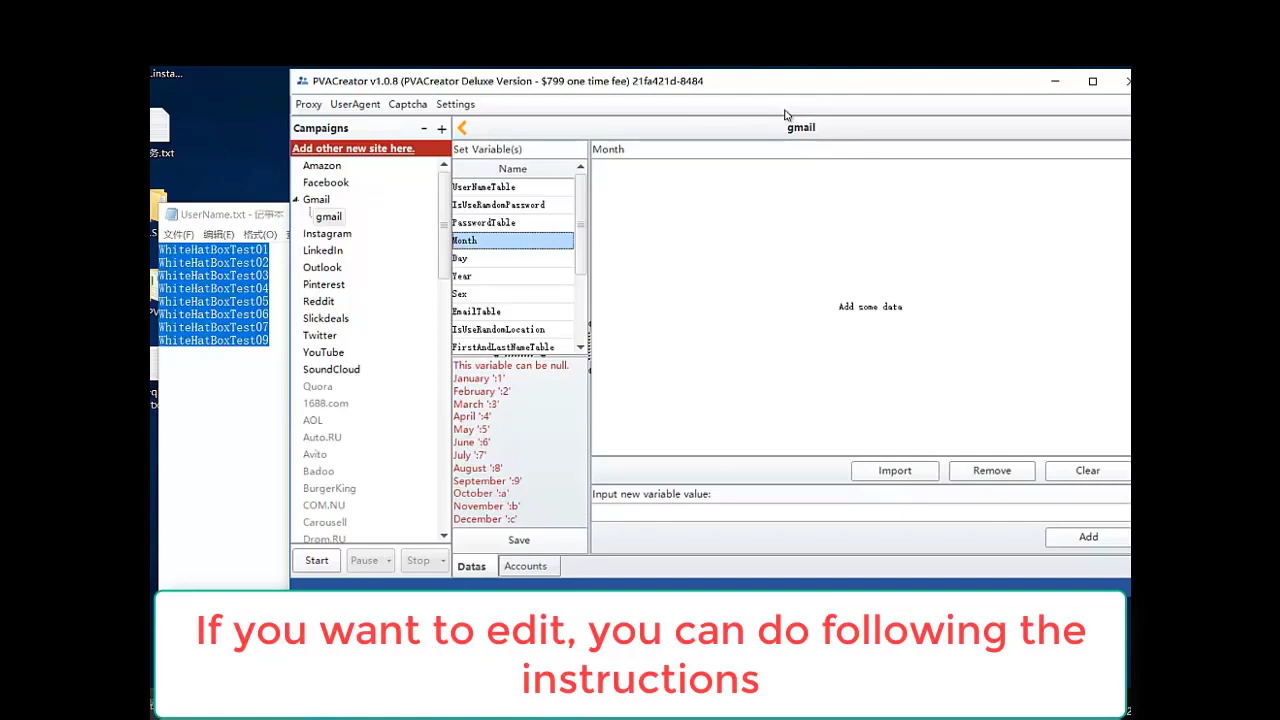 .insta...
务.txt
PVACreator v1.0.8 (PVACreator Deluxe Version - $799 one time fee) 21fa421d-8484
Proxy UserAgent Captcha Settings
Campaigns - +
gmail
Add other new site here.
Amazon
Facebook
Gmail
gmail
Instagram
LinkedIn
Outlook
Pinterest
Reddit
Slickdeals
Twitter
YouTube
SoundCloud
Quora
1688.com
AOL
Auto.RU
Avito
Badoo
BurgerKing
COM.NU
Carousell
Drom.RU
Start Pause Stop
UserName.txt - 记事本
文件(F) 编辑(E) 格式(O)
WhiteHatBoxTest01
WhiteHatBoxTest02
WhiteHatBoxTest03
WhiteHatBoxTest04
WhiteHatBoxTest05
WhiteHatBoxTest06
WhiteHatBoxTest07
WhiteHatBoxTest09
Set Variable(s)
Name
UserNameTable
IsUseRandomPassword
PasswordTable
Month
Day
Year
Sex
EmailTable
IsUseRandomLocation
FirstAndLastNameTable
This variable can be null.
January ':1'
February ':2'
March ':3'
April ':4'
May ':5'
June ':6'
July ':7'
August ':8'
September ':9'
October ':a'
November ':b'
December ':c'
Save
Datas Accounts
Month
Add some data
Import Remove Clear
Input new variable value:
Add
If you want to edit, you can do following the
instructions